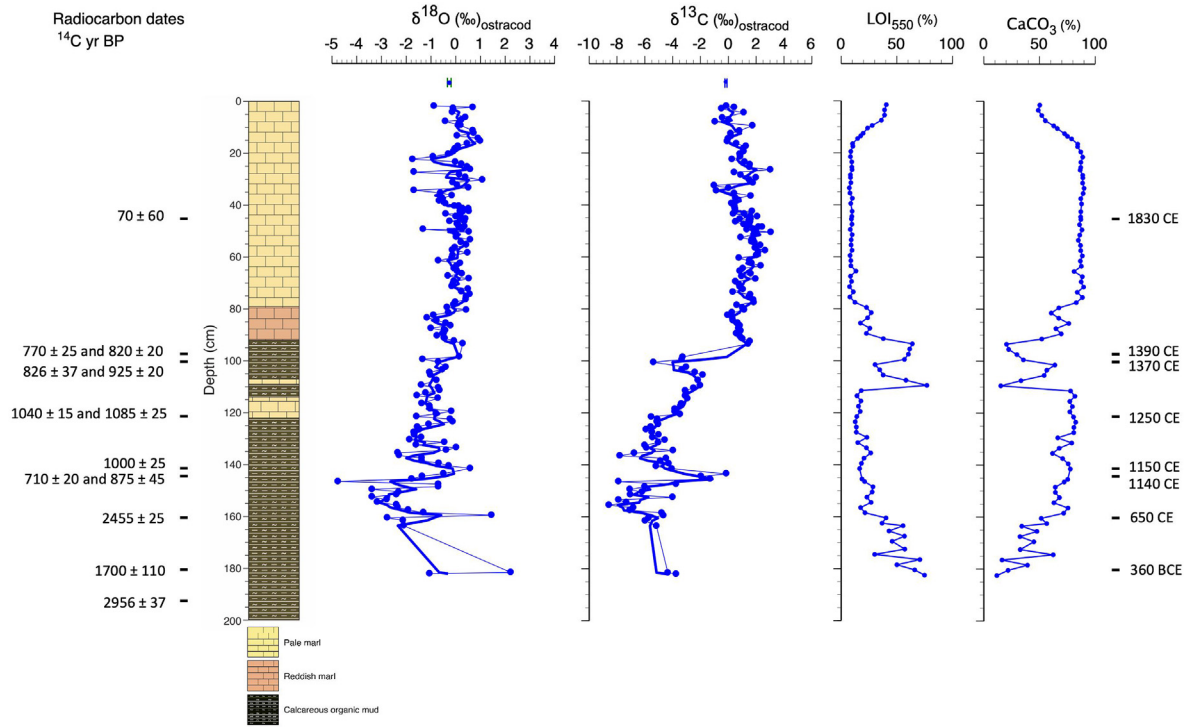 Radiocarbon dates
¹⁴C yr BP
δ¹⁸O (‰)ostracod
δ¹³C (‰)ostracod
LOI₅₅₀ (%)
CaCO₃ (%)
-5 -4 -3 -2 -1 0 1 2 3 4
-10 -8 -6 -4 -2 0 2 4 6
0 50 100
0 50 100
Depth (cm)
0
20
40
60
80
100
120
140
160
180
200
70 ± 60
770 ± 25 and 820 ± 20
826 ± 37 and 925 ± 20
1040 ± 15 and 1085 ± 25
1000 ± 25
710 ± 20 and 875 ± 45
2455 ± 25
1700 ± 110
2956 ± 37
1830 CE
1390 CE
1370 CE
1250 CE
1150 CE
1140 CE
650 CE
360 BCE
Pale marl
Reddish marl
Calcareous organic mud